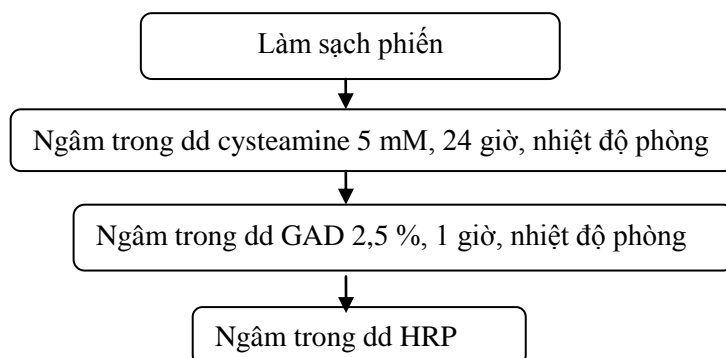 Làm sạch phiến
Ngâm trong dd cysteamine 5 mM, 24 giờ, nhiệt độ phòng
Ngâm trong dd GAD 2,5 %, 1 giờ, nhiệt độ phòng
Ngâm trong dd HRP